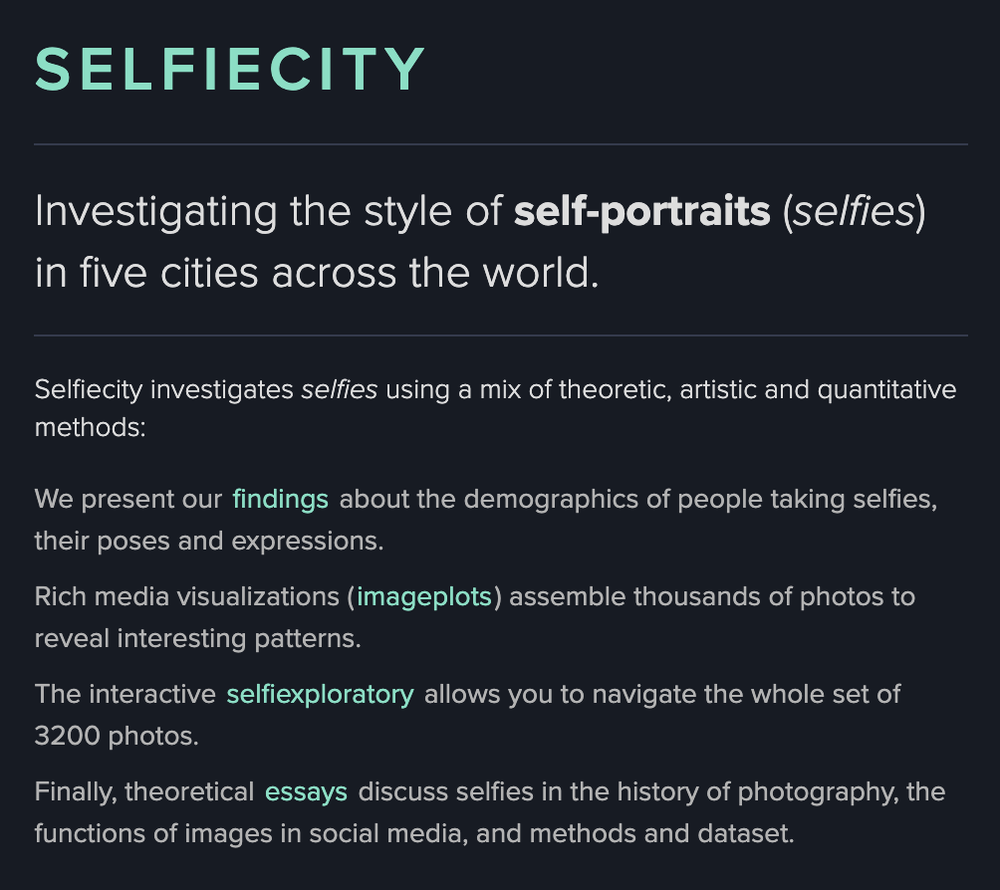 SELFIECITY
Investigating the style of self-portraits (selfies)
in five cities across the world.
Selfiecity investigates selfies using a mix of theoretic, artistic and quantitative
methods:
We present our findings about the demographics of people taking selfies,
their poses and expressions.
Rich media visualizations (imageplots) assemble thousands of photos to
reveal interesting patterns.
The interactive selfiexploratory allows you to navigate the whole set of
3200 photos.
Finally, theoretical essays discuss selfies in the history of photography, the
functions of images in social media, and methods and dataset.